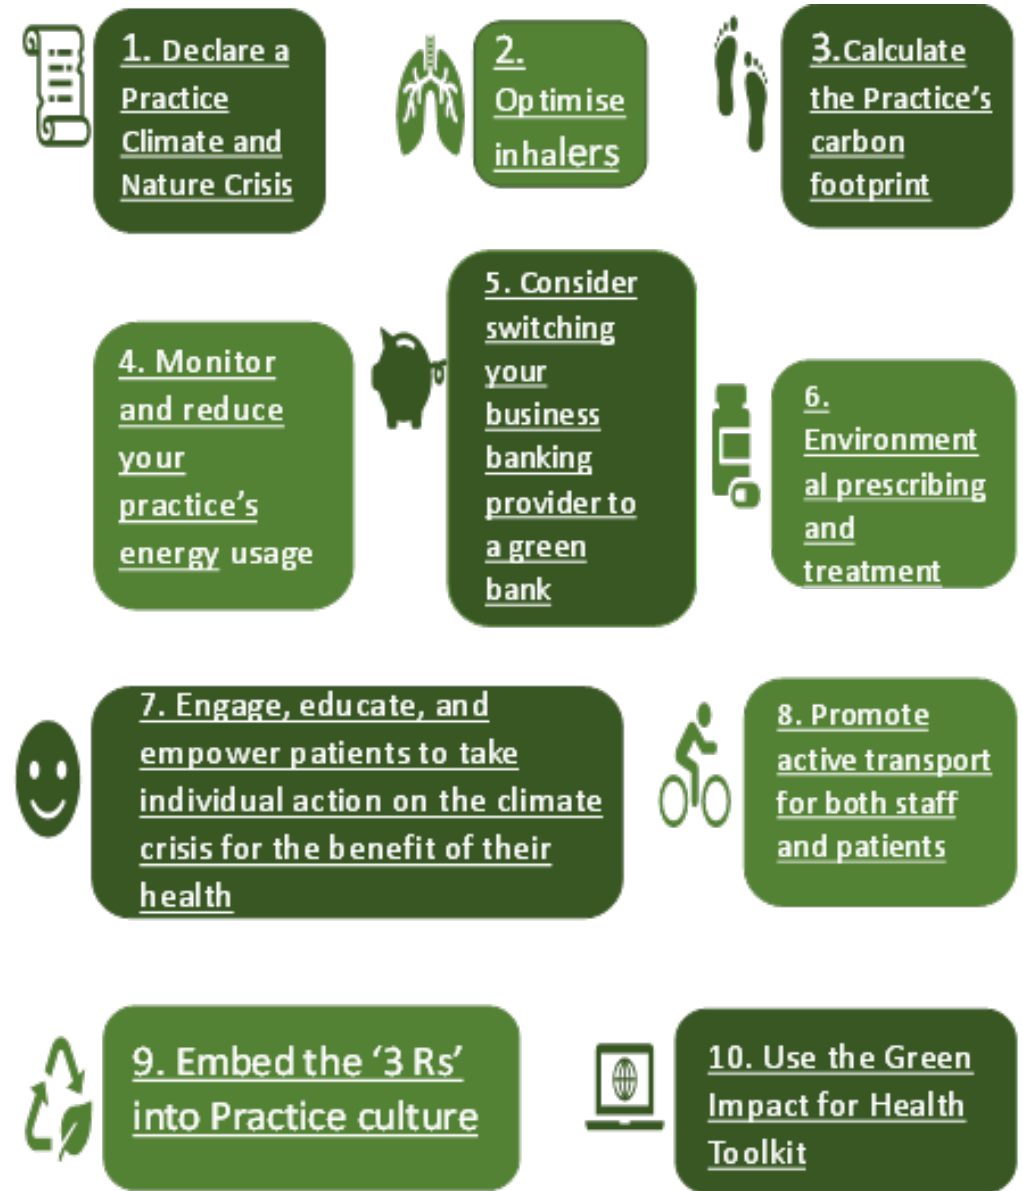 1. Declare a
Practice
Climate and
Nature Crisis
2.
Optimise
inhalers
3.Calculate
the Practice’s
carbon
footprint
4. Monitor
and reduce
your
practice’s
energy usage
5. Consider
switching
your
business
banking
provider to
a green
bank
6.
Environment
al prescribing
and
treatment
7. Engage, educate, and
empower patients to take
individual action on the climate
crisis for the benefit of their
health
8. Promote
active transport
for both staff
and patients
9. Embed the ‘3 Rs’
into Practice culture
10. Use the Green
Impact for Health
Toolkit